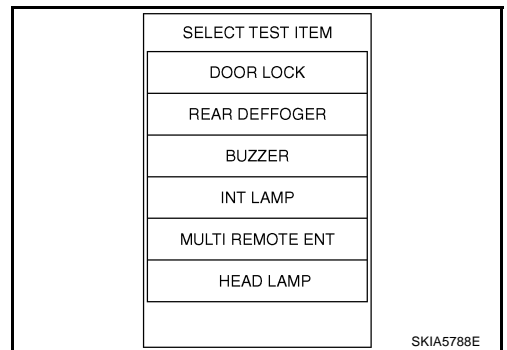 SELECT TEST ITEM
DOOR LOCK
REAR DEFFOGER
BUZZER
INT LAMP
MULTI REMOTE ENT
HEAD LAMP
SKIA5788E